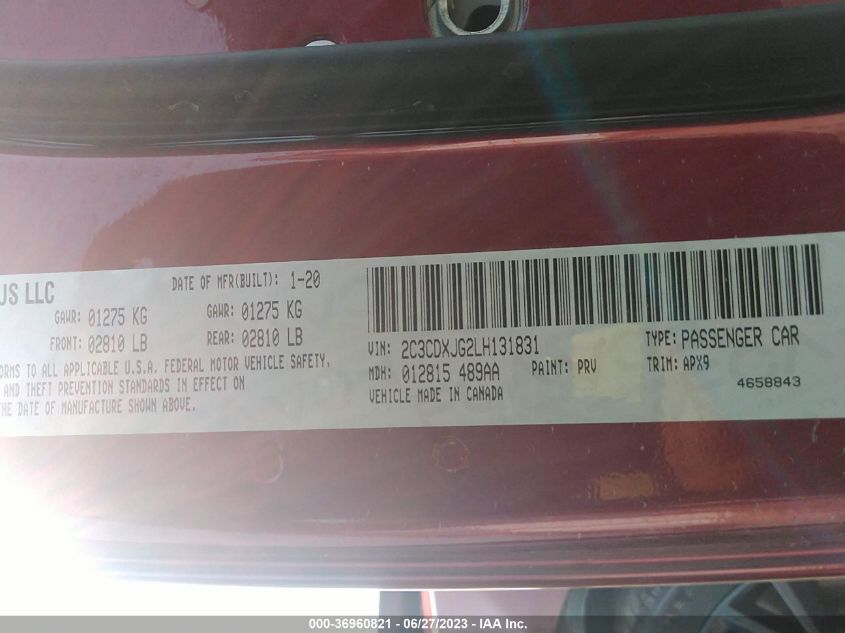 US LLC
DATE OF MFR(BUILT): 1-20
GAWR: 01275 KG GAWR: 01275 KG
FRONT: 02810 LB REAR: 02810 LB
TO ALL APPLICABLE U.S.A. FEDERAL MOTOR VEHICLE SAFETY,
AND THEFT PREVENTION STANDARDS IN EFFECT ON
THE DATE OF MANUFACTURE SHOWN ABOVE.
VIN: 2C3CDXJG2LH131831 TYPE: PASSENGER CAR
MDH: 012815 489AA PAINT: PRV TRIM: APX9
VEHICLE MADE IN CANADA 4658843
000-36960821 - 06/27/2023 - IAA Inc.